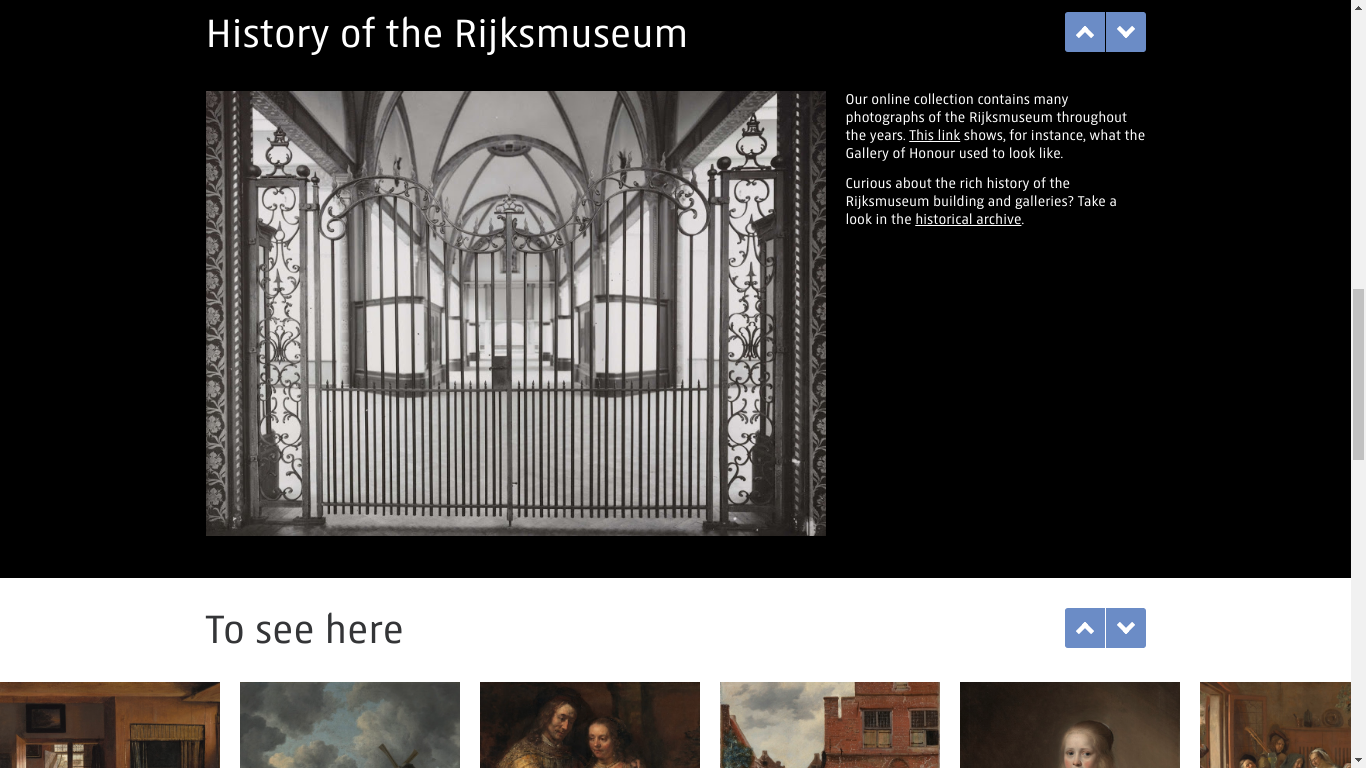 History of the Rijksmuseum
Our online collection contains many
photographs of the Rijksmuseum throughout
the years. This link shows, for instance, what the
Gallery of Honour used to look like.
Curious about the rich history of the
Rijksmuseum building and galleries? Take a
look in the historical archive.
To see here